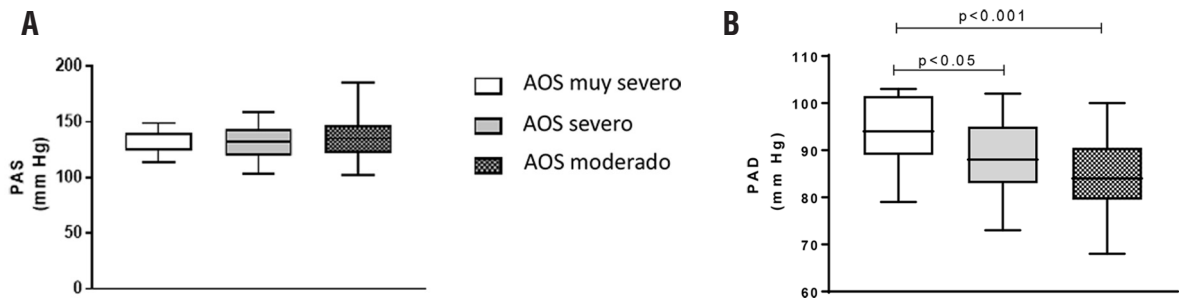 A
200
150
100
50
0
PAS
(mm Hg)
AOS muy severo
AOS severo
AOS moderado
B
p<0.001
p<0.05
110
100
90
80
70
60
PAD
(mm Hg)